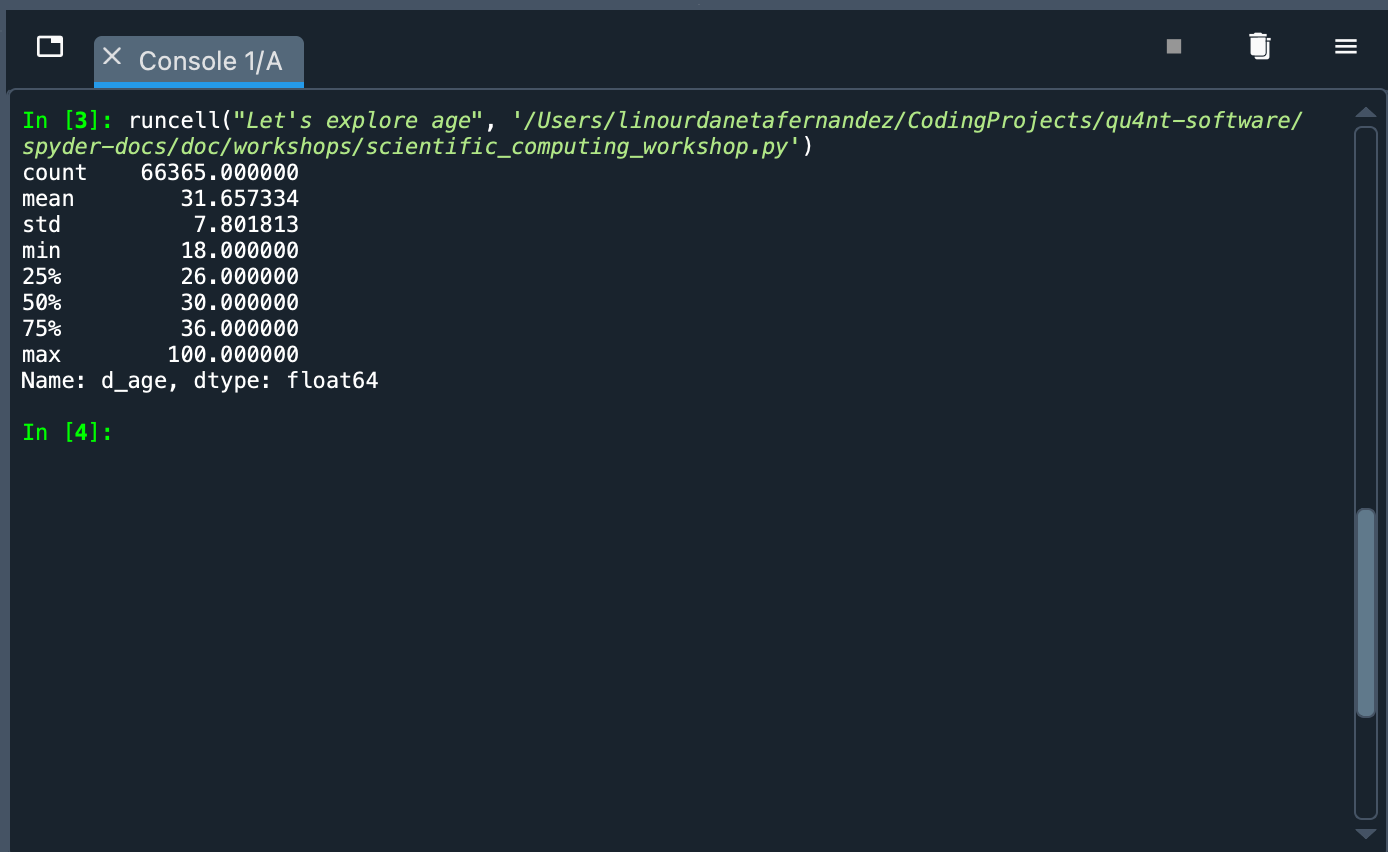 Console 1/A
In [3]: runcell("Let's explore age", '/Users/linourdanetafernandez/CodingProjects/qu4nt-software/
spyder-docs/doc/workshops/scientific_computing_workshop.py')
count    66365.000000
mean        31.657334
std          7.801813
min         18.000000
25%         26.000000
50%         30.000000
75%         36.000000
max        100.000000
Name: d_age, dtype: float64
In [4]: